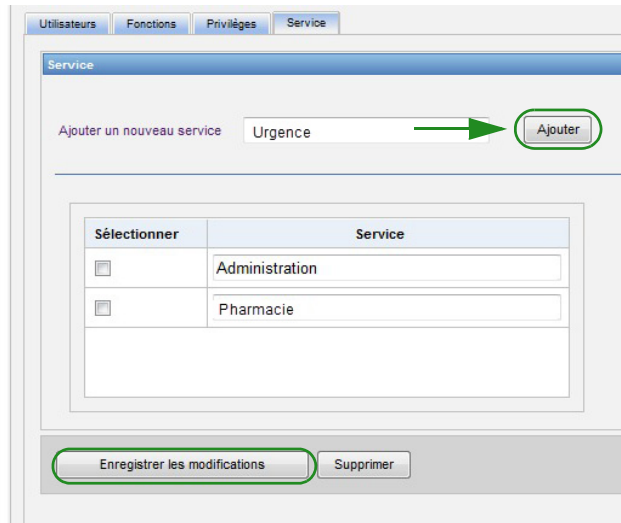 Utilisateurs Fonctions Privilèges Service
Service
Ajouter un nouveau service Urgence Ajouter
Sélectionner Service
Administration
Pharmacie
Enregistrer les modifications Supprimer